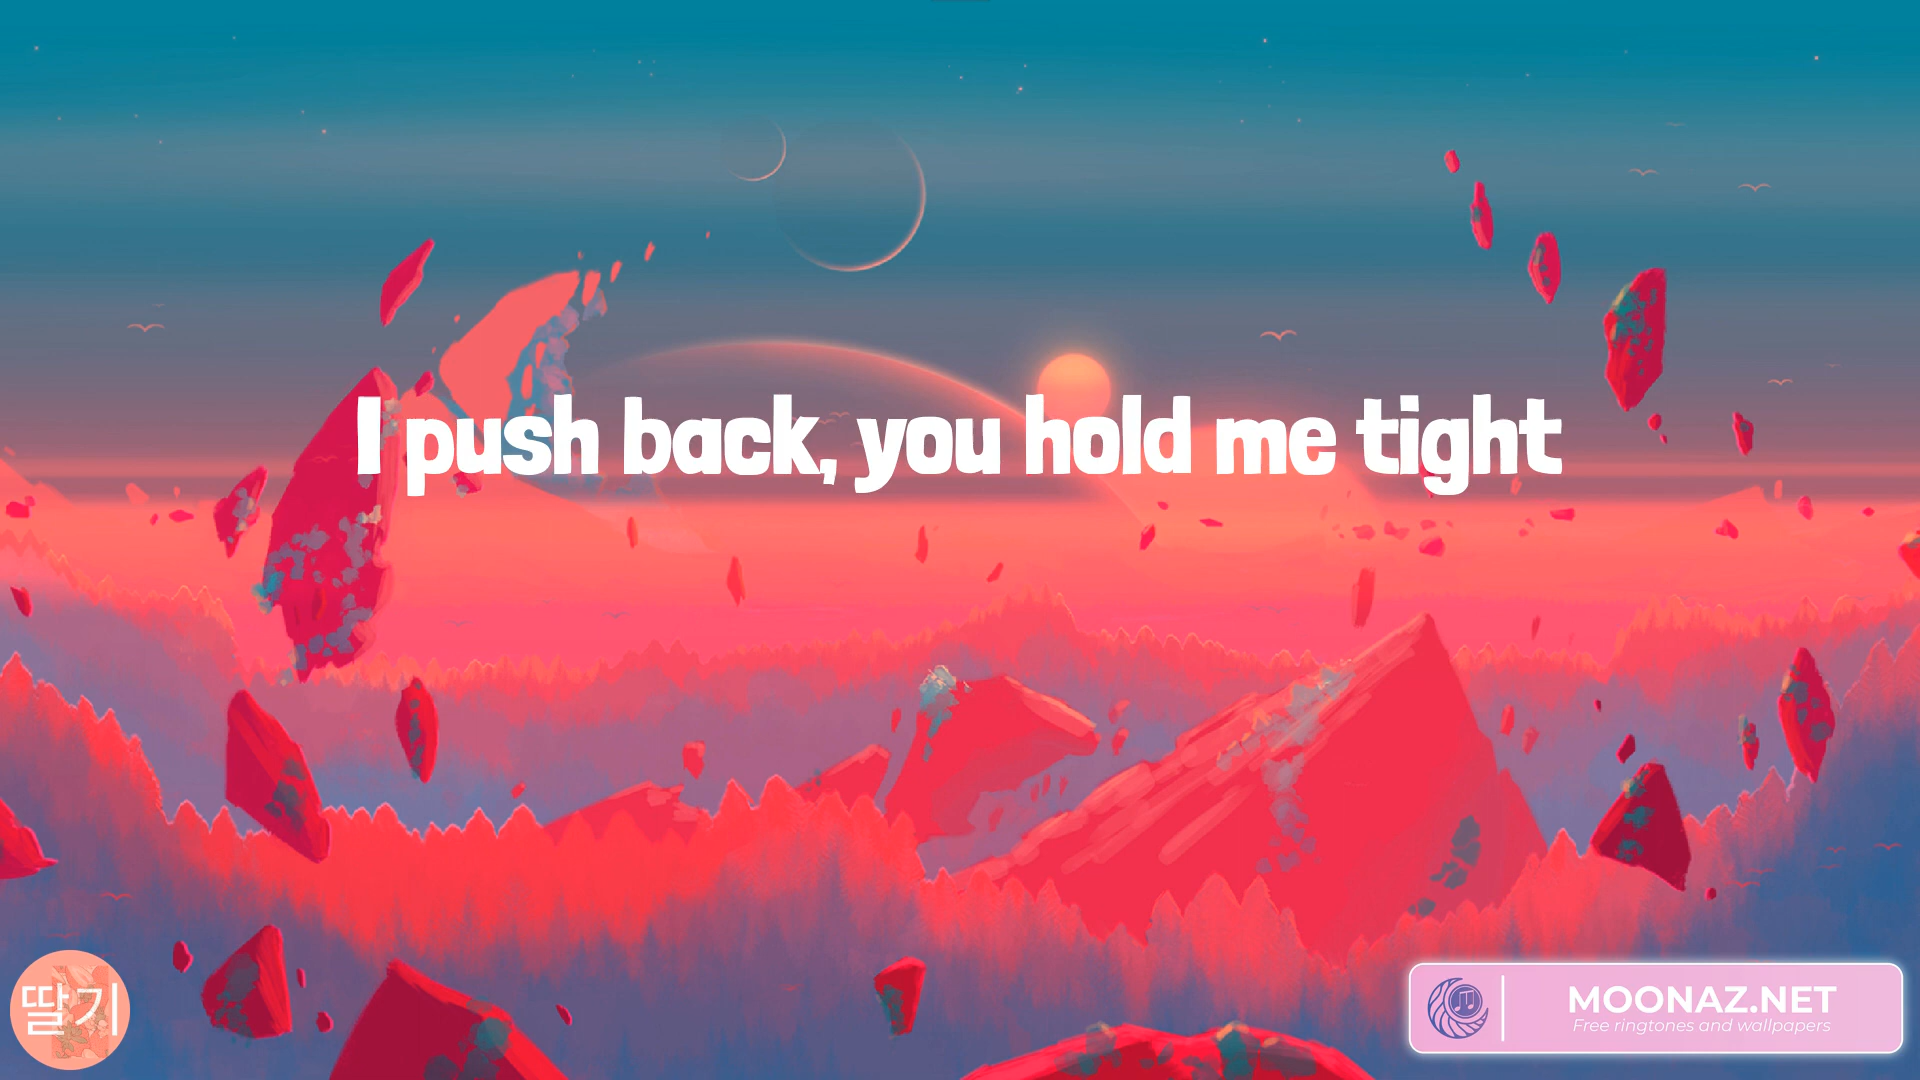 I push back, you hold me tight
딸기
MOONAZ.NET
Free ringtones and wallpapers